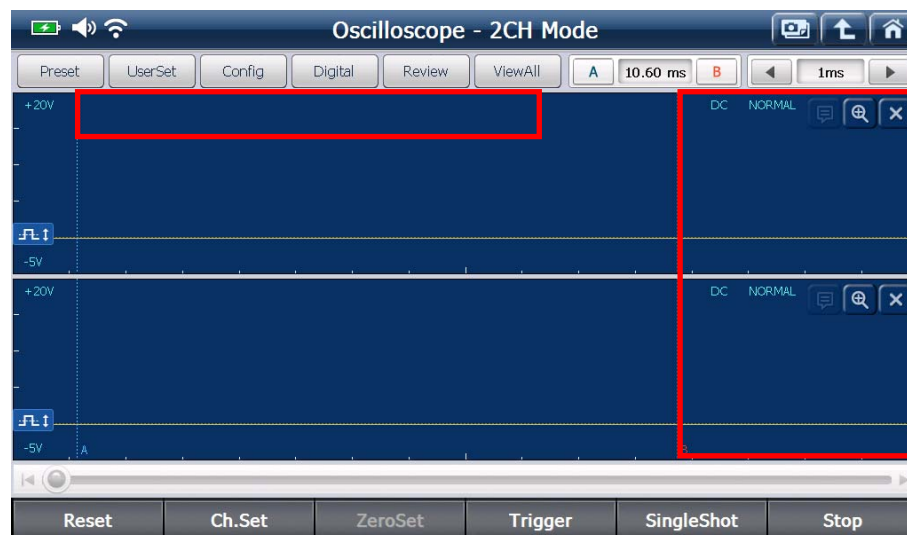 Oscilloscope - 2CH Mode
Preset UserSet Config Digital Review ViewAll A 10.60 ms B 1ms
+20V DC NORMAL
-5V
+20V DC NORMAL
-5V A B
Reset Ch.Set ZeroSet Trigger SingleShot Stop